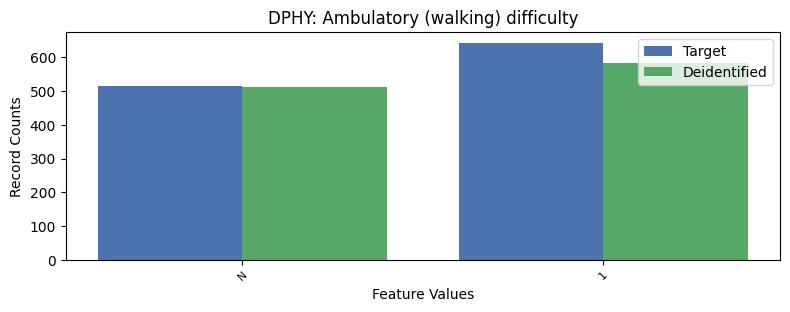 DPHY: Ambulatory (walking) difficulty
Target
Deidentified
Record Counts
600
500
400
300
200
100
0
N
1
Feature Values